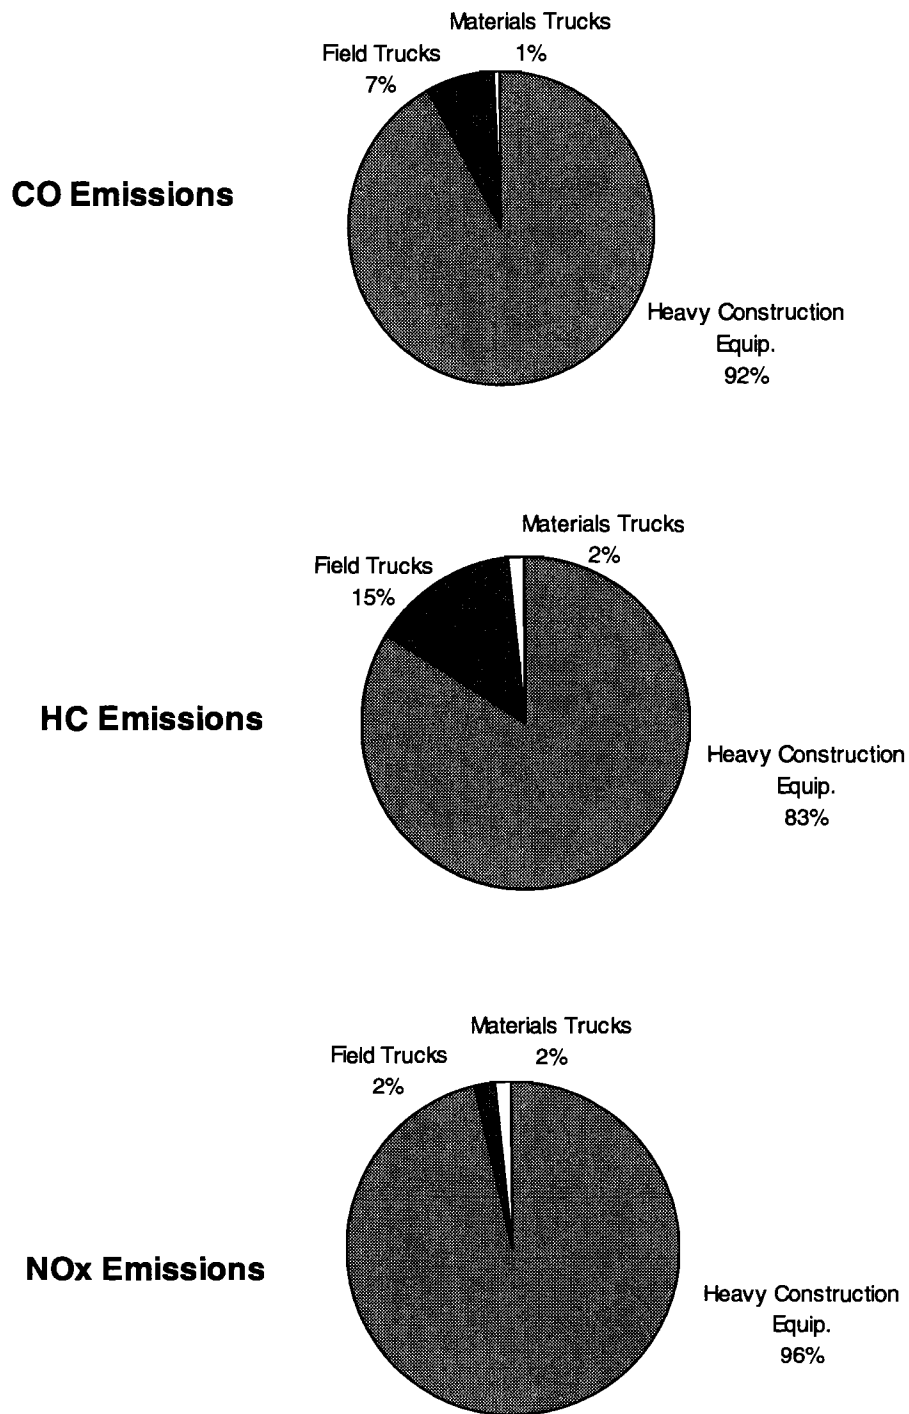 Materials Trucks
1%
Field Trucks
7%
CO Emissions
Heavy Construction
Equip.
92%
Materials Trucks
2%
Field Trucks
15%
HC Emissions
Heavy Construction
Equip.
83%
Materials Trucks
2%
Field Trucks
2%
NOx Emissions
Heavy Construction
Equip.
96%